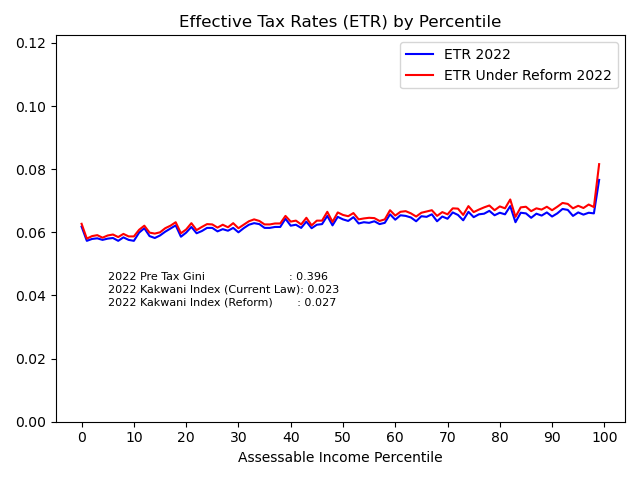 Effective Tax Rates (ETR) by Percentile
0.12
ETR 2022
ETR Under Reform 2022
0.10
0.08
0.06
2022 Pre Tax Gini : 0.396
2022 Kakwani Index (Current Law): 0.023
0.04
2022 Kakwani Index (Reform) : 0.027
0.02
0.00
0 10 20 30 40 50 60 70 80 90 100
Assessable Income Percentile